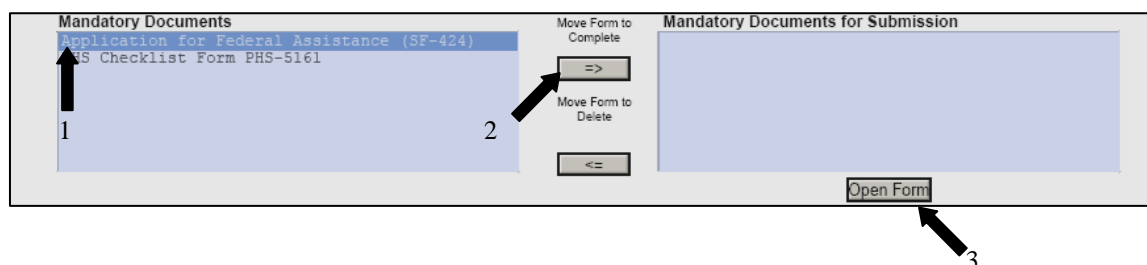 Mandatory Documents
Application for Federal Assistance (SF-424)
HS Checklist Form PHS-5161
1
Move Form to
Complete
=>
2
Move Form to
Delete
<=
Mandatory Documents for Submission
Open Form
3